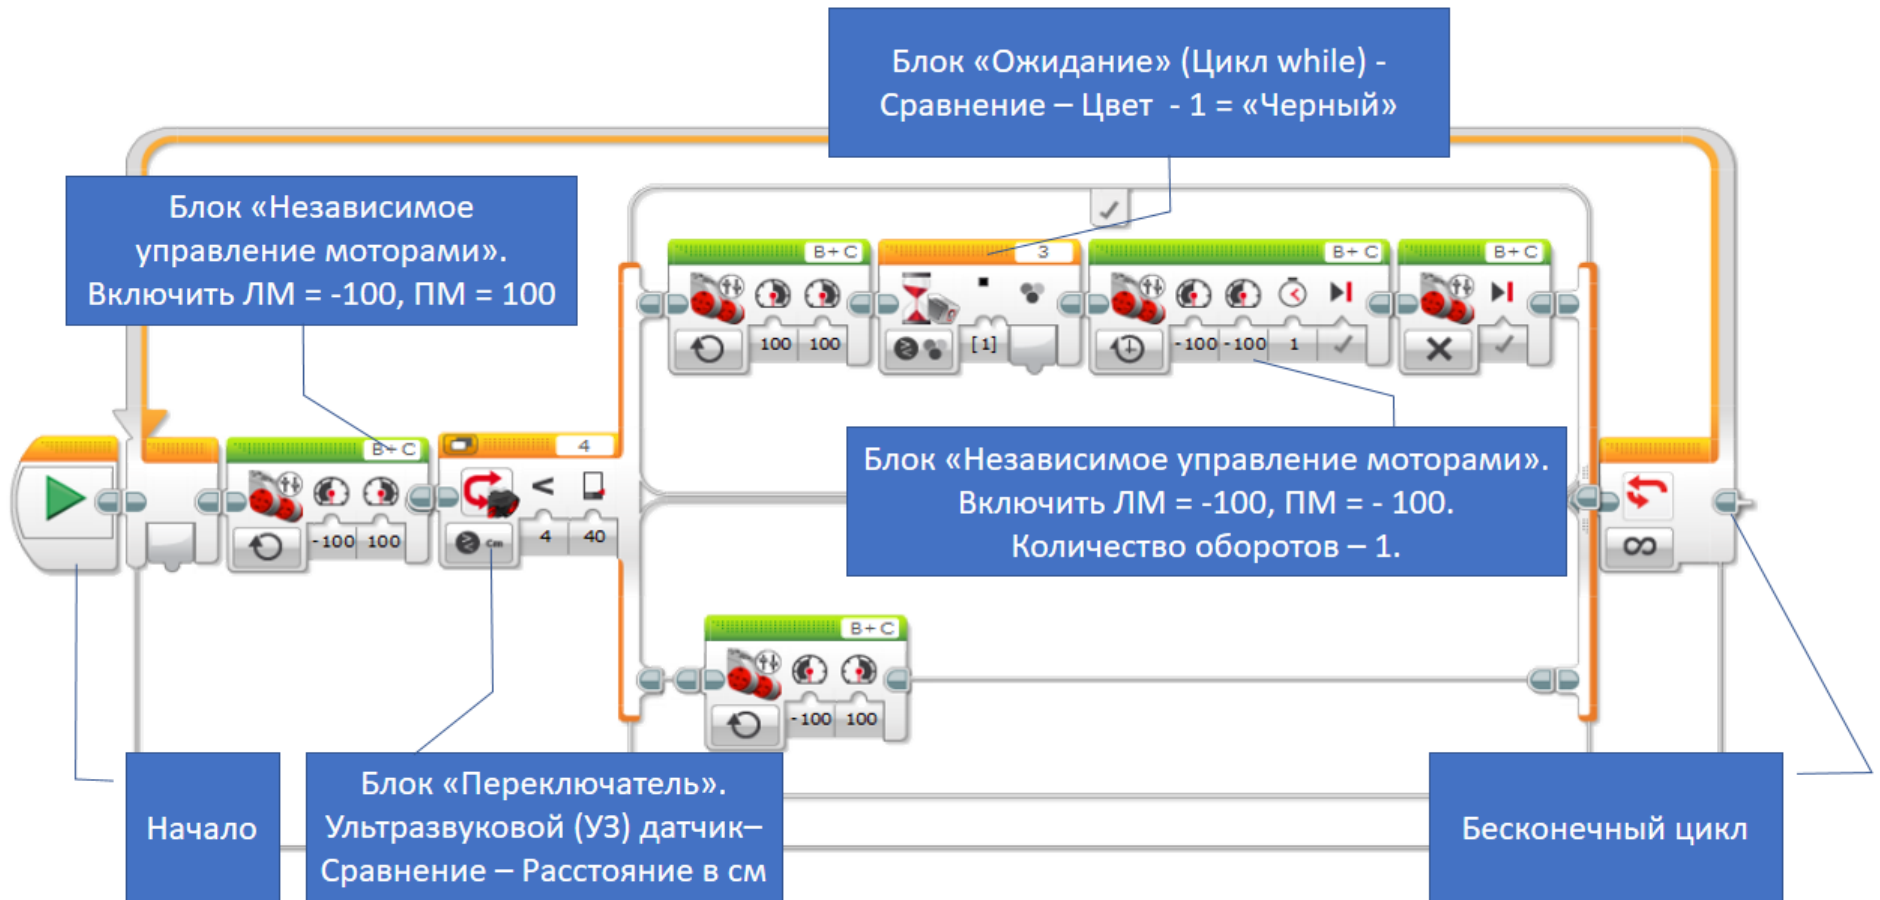 Блок «Ожидание» (Цикл while) -
Сравнение – Цвет - 1 = «Черный»
Блок «Независимое
управление моторами».
Включить ЛМ = -100, ПМ = 100
B+C
3
B+C
B+C
100 100
[1]
-100 -100 1
B+C
4
-100 100
Cm
4 40
Блок «Независимое управление моторами».
Включить ЛМ = -100, ПМ = - 100.
Количество оборотов – 1.
B+C
-100 100
Начало
Блок «Переключатель».
Ультразвуковой (УЗ) датчик–
Сравнение – Расстояние в см
Бесконечный цикл